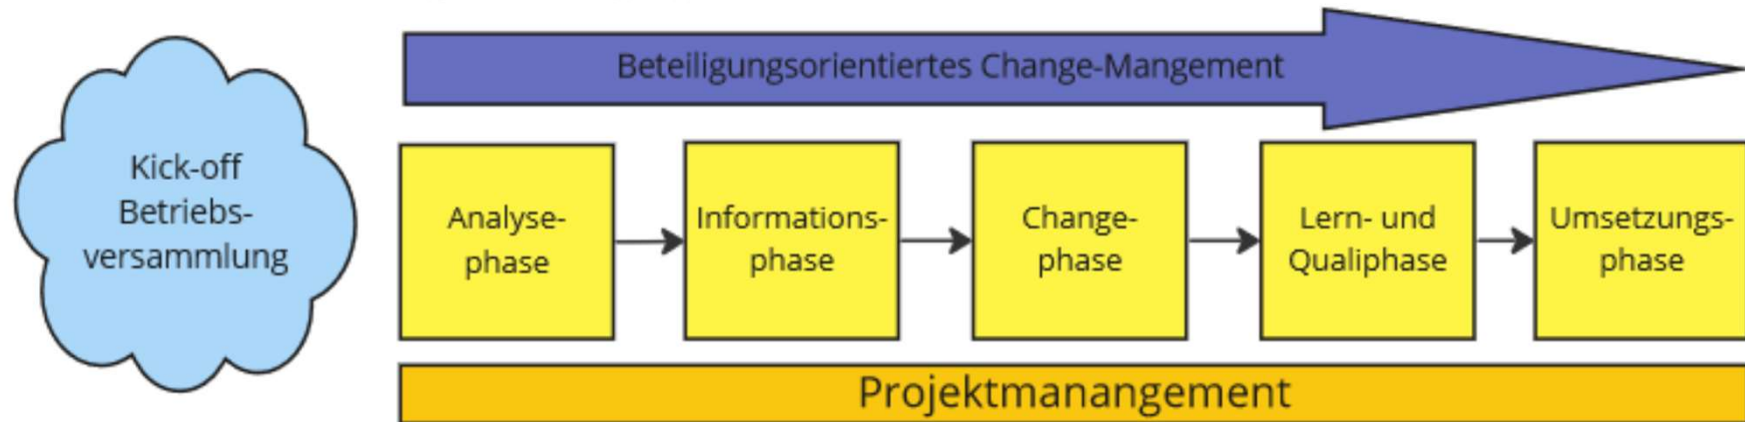 Kick-off
Betriebs-
versammlung
Beteiligungsorientiertes Change-Mangement
Analyse-
phase
Informations-
phase
Change-
phase
Lern- und
Qualiphase
Umsetzungs-
phase
Projektmanangement